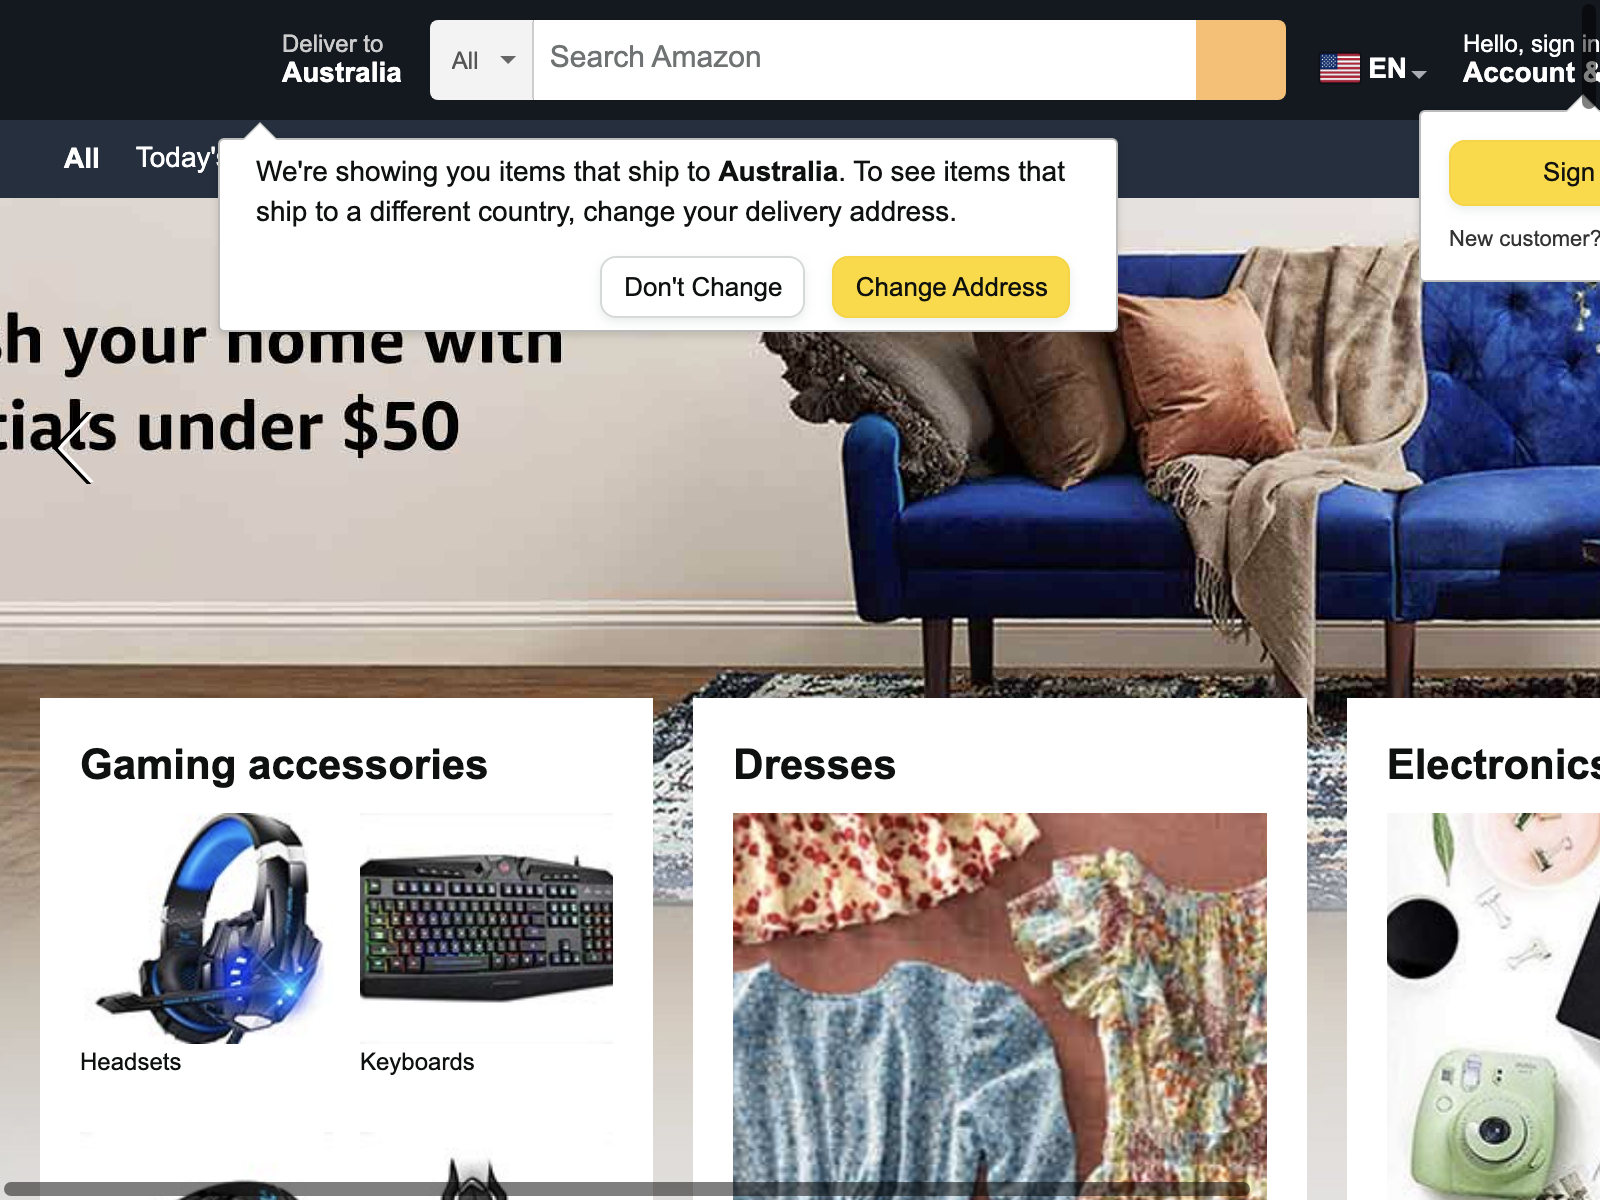 Deliver to
Australia
All
Search Amazon
EN
Hello, sign in
Account &
All
Today's
We're showing you items that ship to Australia. To see items that
ship to a different country, change your delivery address.
Don't Change
Change Address
Sign
New customer?
sh your home with
tials under $50
Gaming accessories
Headsets
Keyboards
Dresses
Electronics